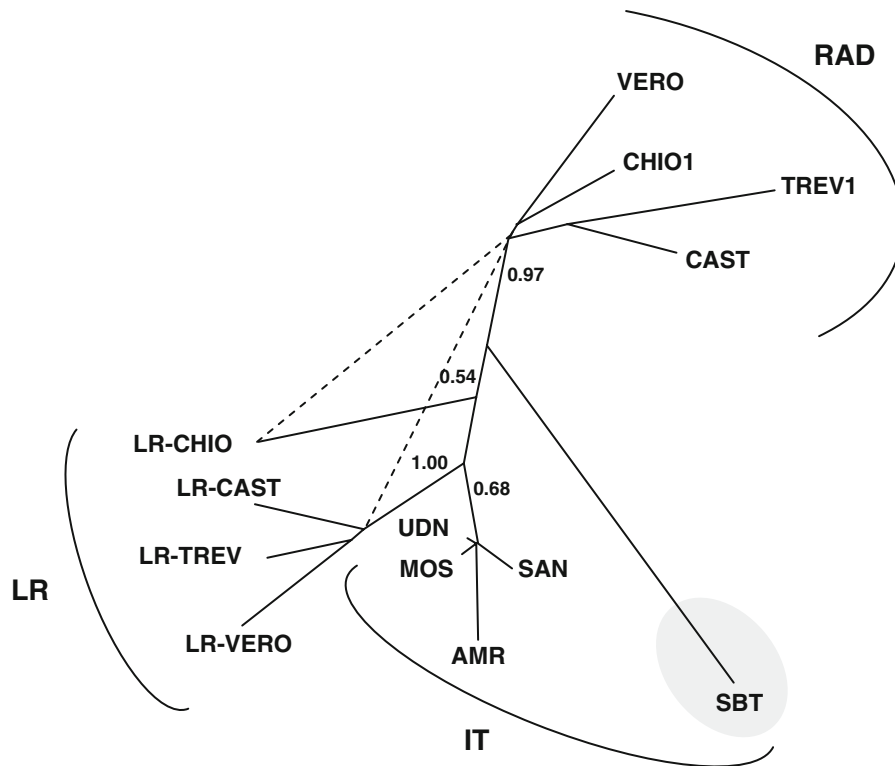 RAD
VERO
CHIO1
TREV1
CAST
0.97
0.54
LR-CHIO
1.00
LR-CAST
0.68
UDN
LR-TREV
MOS
SAN
LR
LR-VERO
AMR
SBT
IT